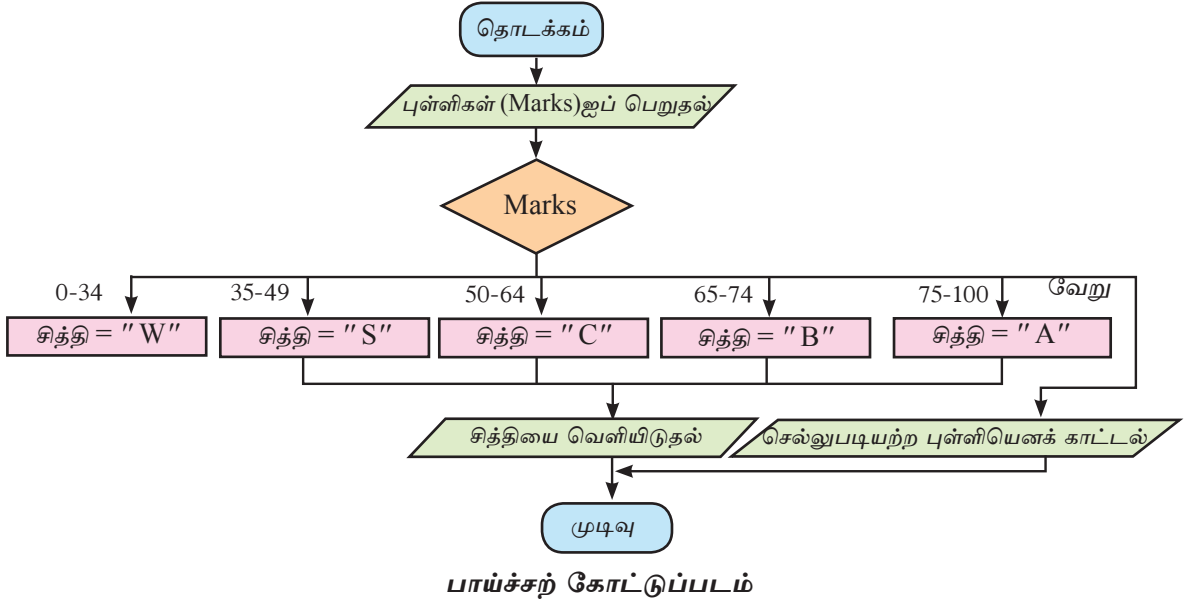 தொடக்கம்
புள்ளிகள் (Marks)ஐப் பெறுதல்
Marks
0-34
35-49
50-64
65-74
75-100
வேறு
சித்தி = "W"
சித்தி = "S"
சித்தி = "C"
சித்தி = "B"
சித்தி = "A"
சித்தியை வெளியிடுதல்
செல்லுபடியற்ற புள்ளியெனக் காட்டல்
முடிவு
பாய்ச்சற் கோட்டுப்படம்